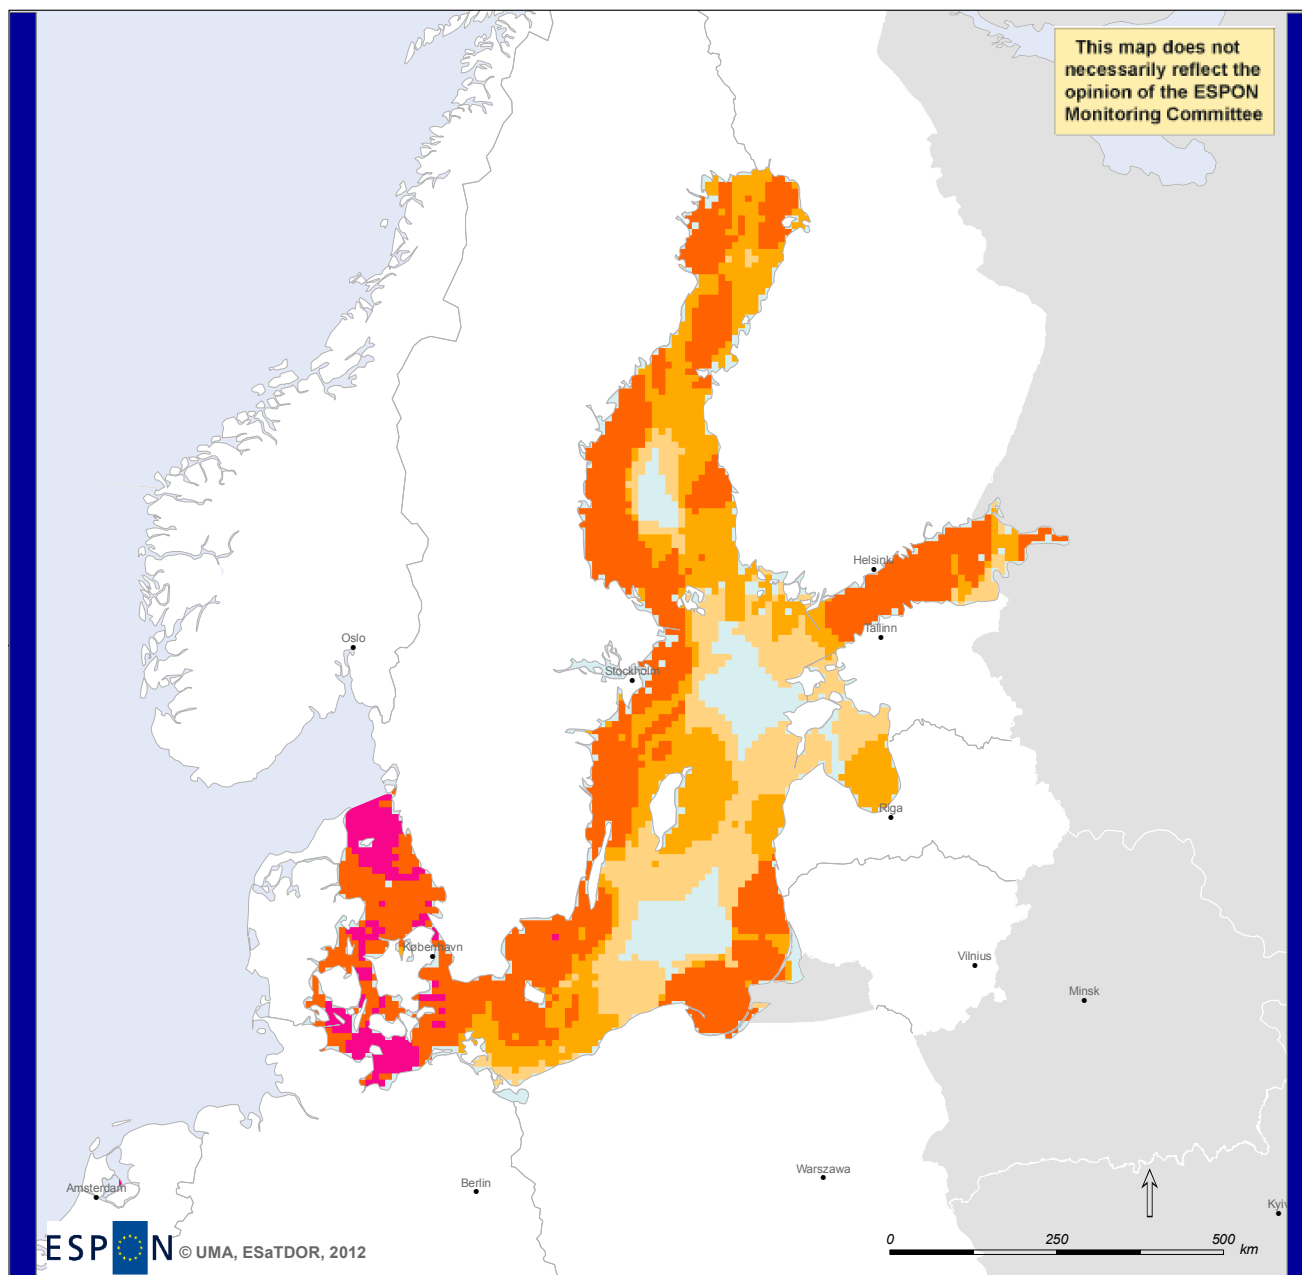 This map does not
necessarily reflect the
opinion of the ESPON
Monitoring Committee
Helsinki
Tallinn
Oslo
Stockholm
Riga
København
Vilnius
Minsk
Warszawa
Berlin
Amsterdam
Kyiv
ESPON © UMA, ESaTDOR, 2012
0 250 500 km